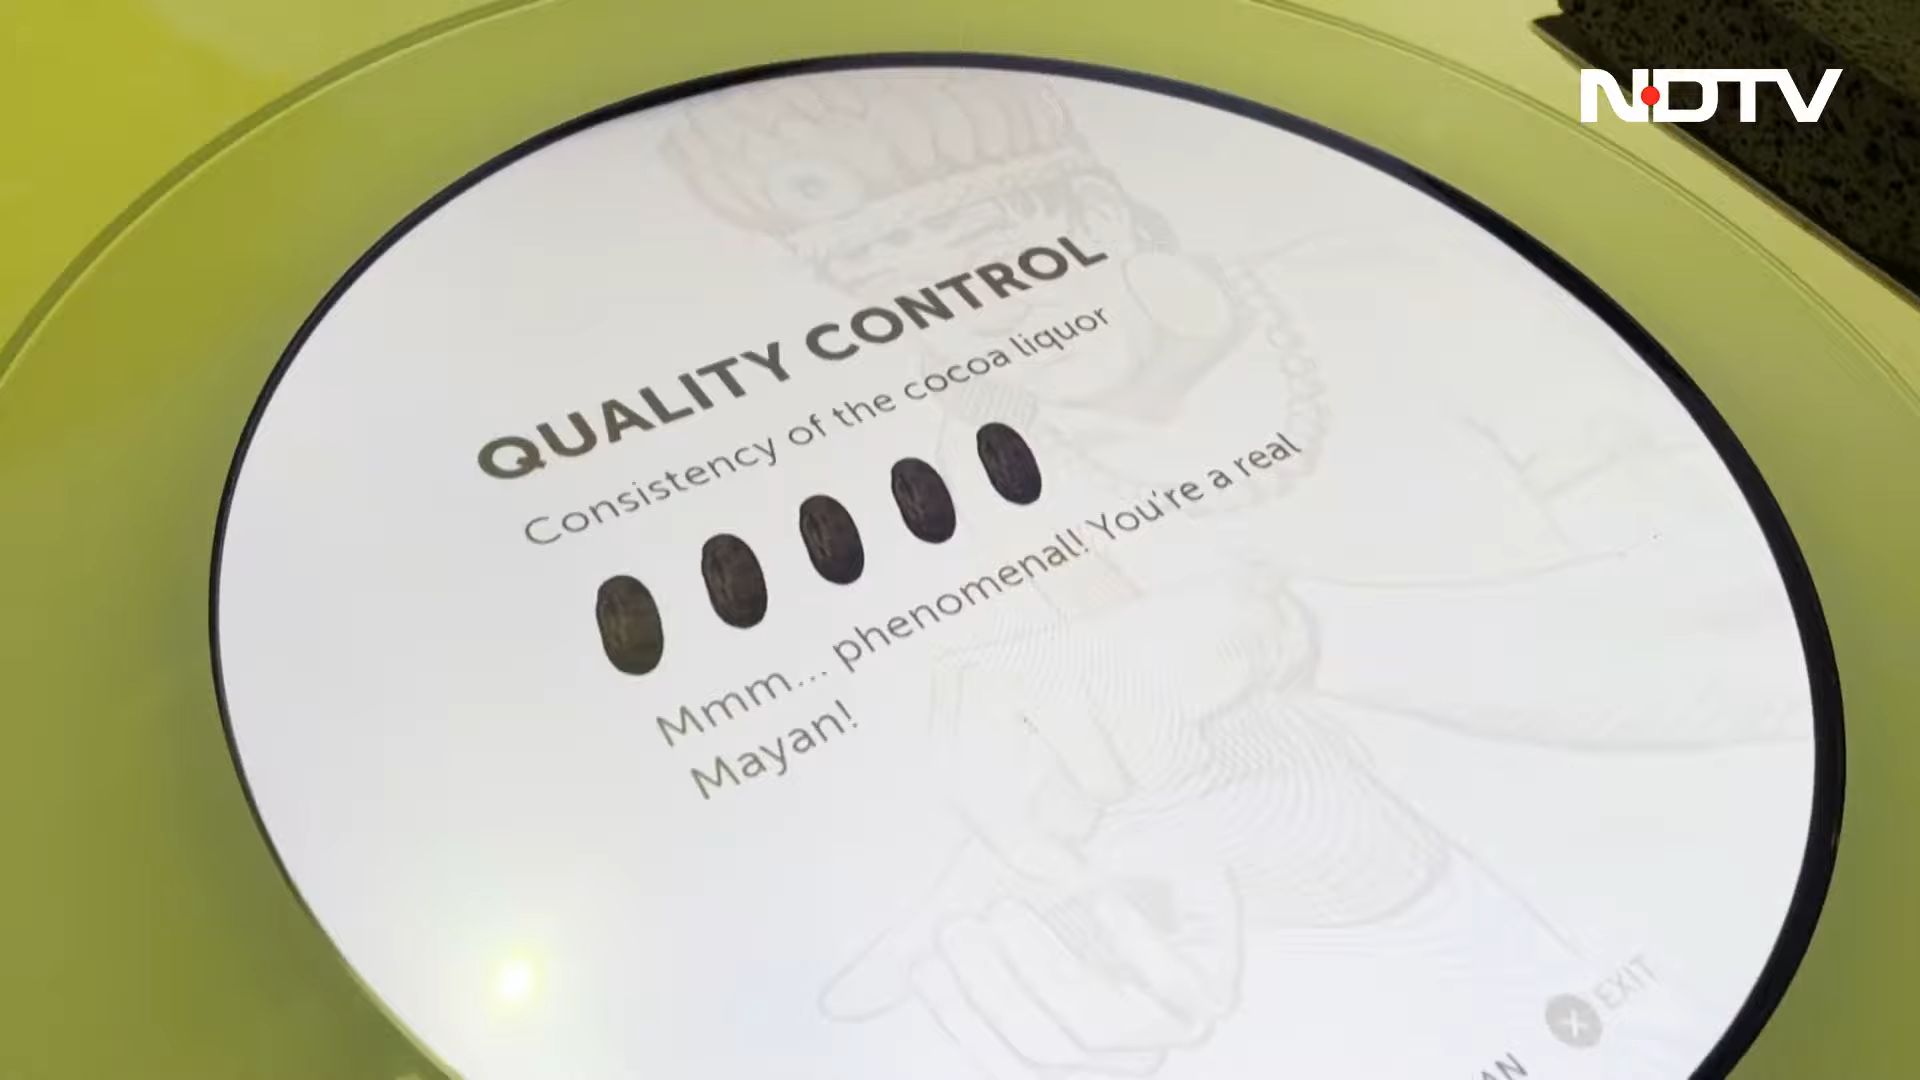 NDTV
QUALITY CONTROL
Consistency of the cocoa liquor
Mmm... phenomenal! You're a real
Mayan!
EXIT